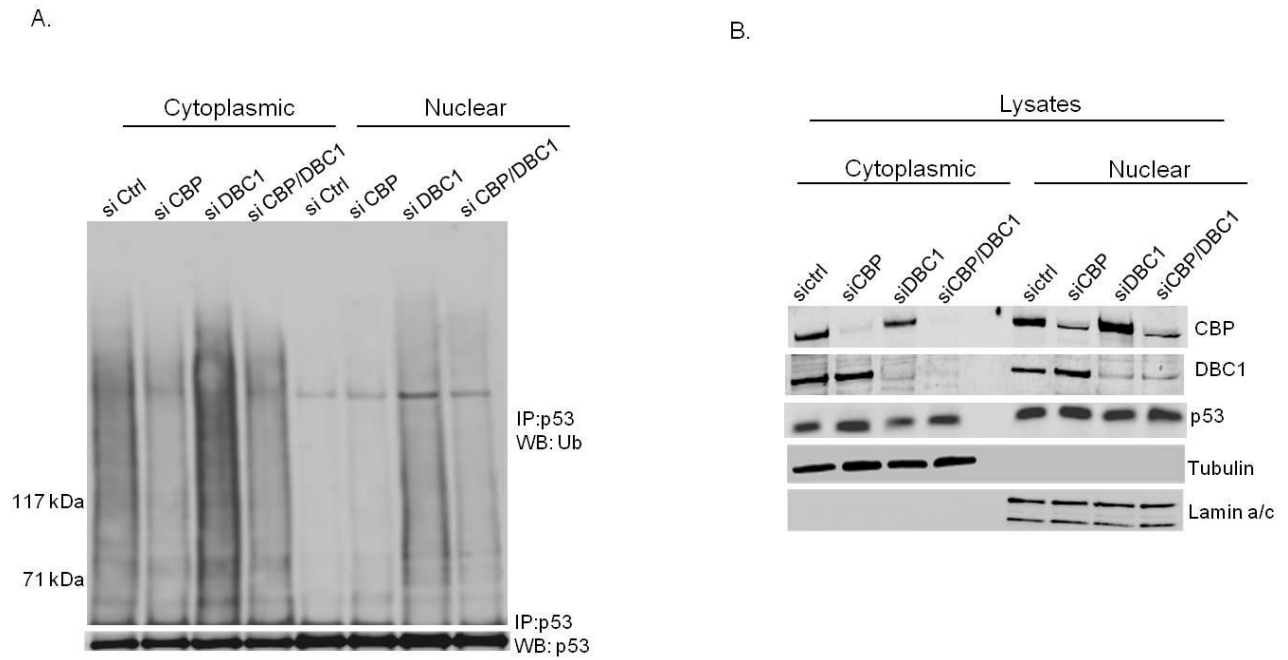 A.
Cytoplasmic Nuclear
si Ctrl si CBP si DBC1 si CBP/DBC1 si Ctrl si CBP si DBC1 si CBP/DBC1
IP:p53
WB: Ub
117 kDa
71 kDa
IP:p53
WB: p53
B.
Lysates
Cytoplasmic Nuclear
sictrl siCBP siDBC1 siCBP/DBC1 sictrl siCBP siDBC1 siCBP/DBC1
CBP
DBC1
p53
Tubulin
Lamin a/c